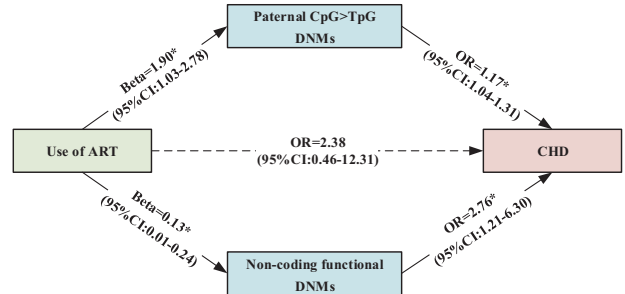 Paternal CpG>TpG
DNMs
Beta=1.90*
(95%CI:1.03-2.78)
OR=1.17*
(95%CI:1.04-1.31)
Use of ART
OR=2.38
(95%CI:0.46-12.31)
CHD
Beta=0.13*
(95%CI:0.01-0.24)
OR=2.76*
(95%CI:1.21-6.30)
Non-coding functional
DNMs